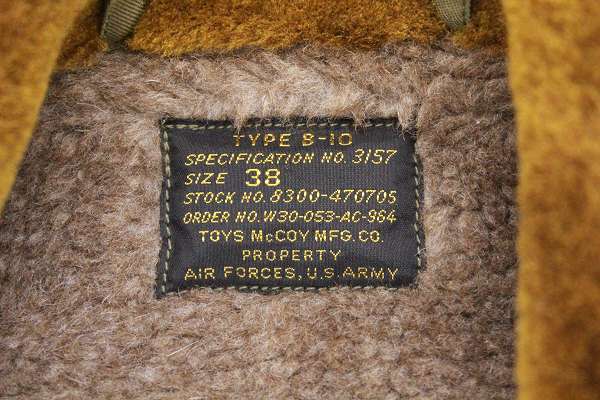 TYPE B-10
SPECIFICATION NO. 3157
SIZE 38
STOCK NO. 8300-470705
ORDER NO. W30-053-AC-964
TOYS McCOY MFG. CO.
PROPERTY
AIR FORCES, U.S. ARMY